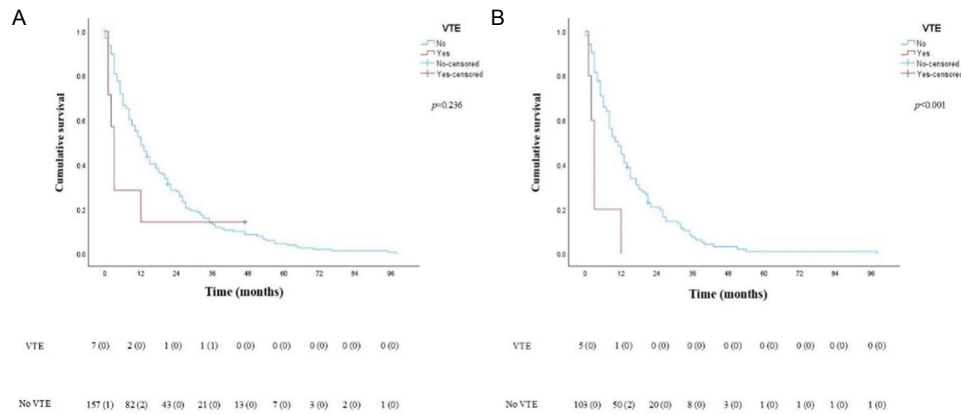 A
VTE
No
Yes
No-censored
Yes-censored
p=0.236
Cumulative survival
1.0
0.8
0.6
0.4
0.2
0.0
0 12 24 36 48 60 72 84 96
Time (months)
VTE 7 (0) 2 (0) 1 (0) 1 (1) 0 (0) 0 (0) 0 (0) 0 (0) 0 (0)
No VTE 157 (1) 82 (2) 43 (0) 21 (0) 13 (0) 7 (0) 3 (0) 2 (0) 1 (0)
B
VTE
No
Yes
No-censored
Yes-censored
p<0.001
Cumulative survival
1.0
0.8
0.6
0.4
0.2
0.0
0 12 24 36 48 60 72 84 96
Time (months)
VTE 5 (0) 1 (0) 0 (0) 0 (0) 0 (0) 0 (0) 0 (0) 0 (0) 0 (0)
No VTE 103 (0) 50 (2) 20 (0) 8 (0) 3 (0) 1 (0) 1 (0) 1 (0) 1 (0)